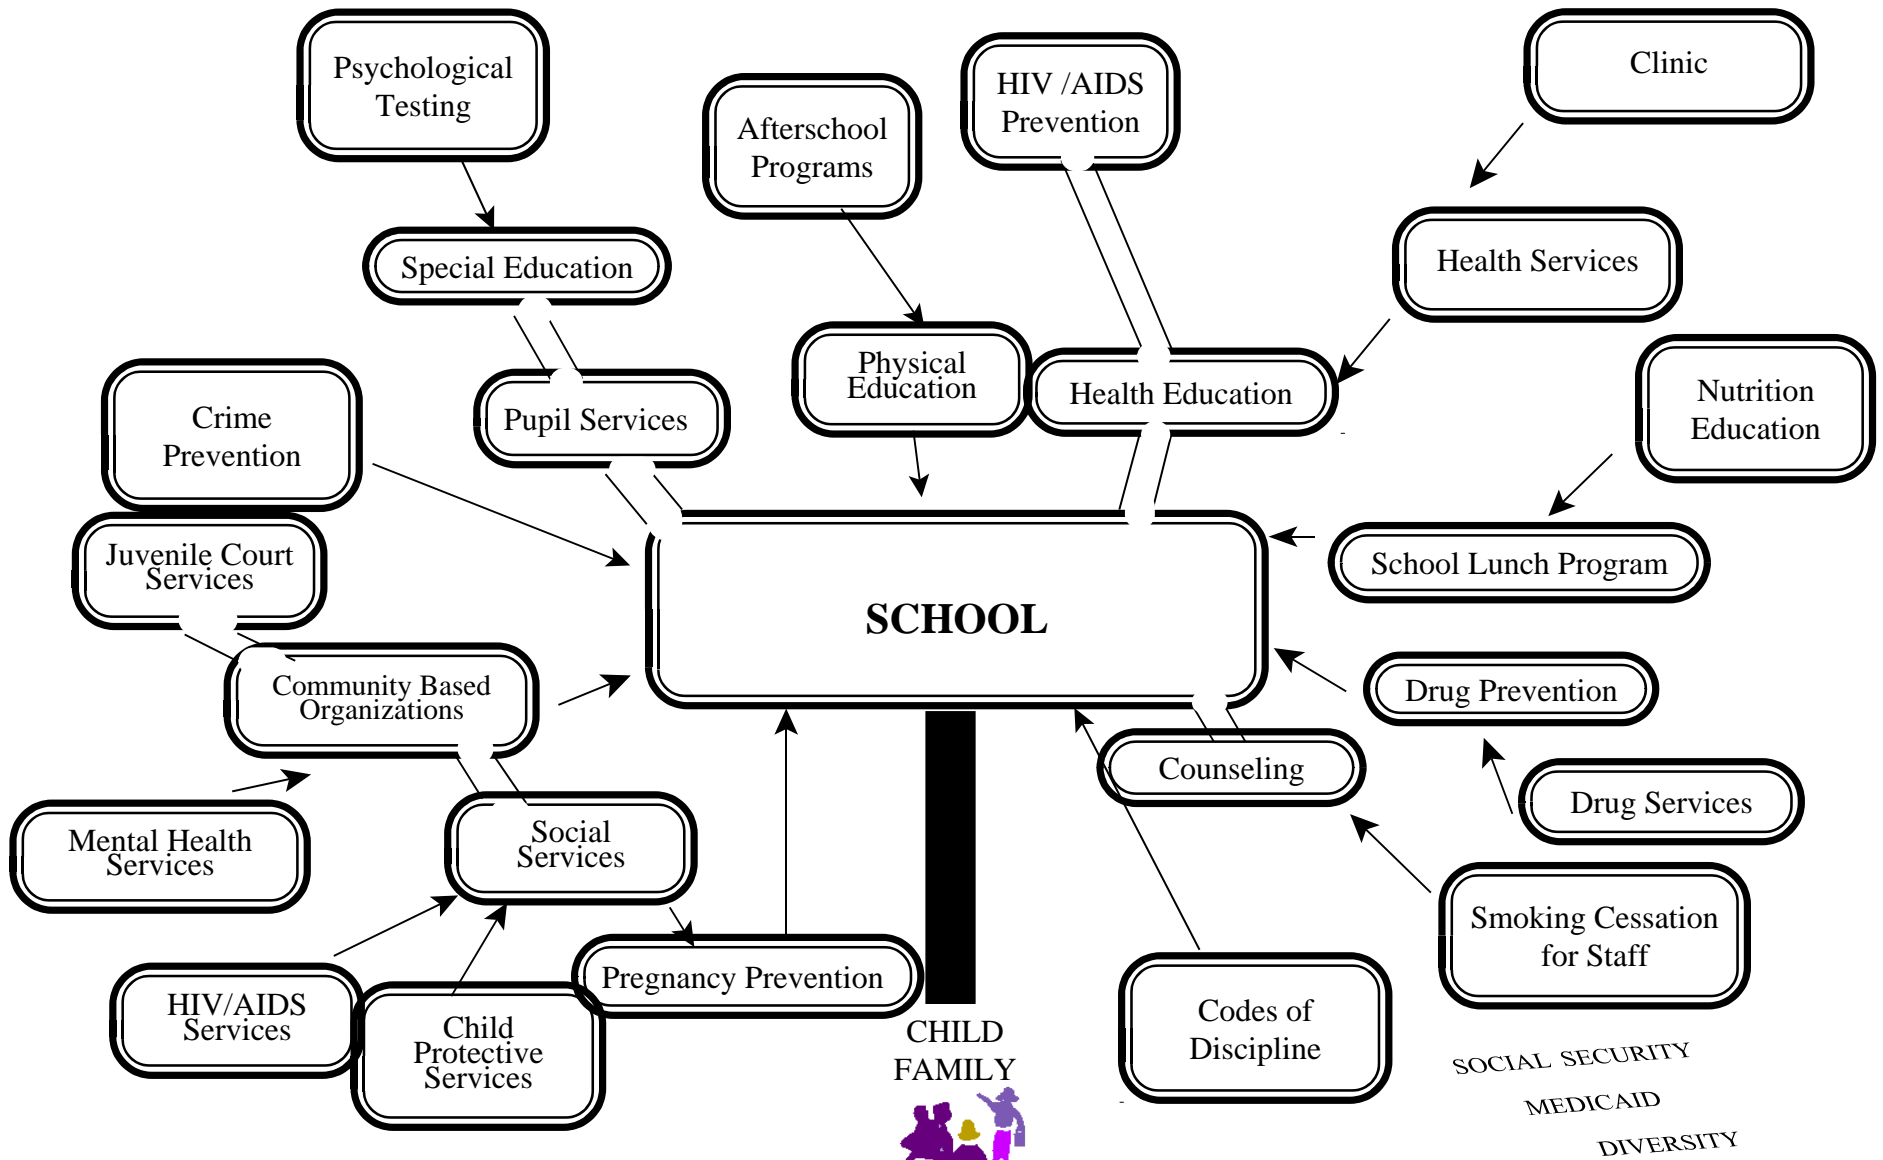 Psychological
Testing
Afterschool
Programs
HIV /AIDS
Prevention
Clinic
Special Education
Health Services
Physical
Education
Health Education
Nutrition
Education
Crime
Prevention
Pupil Services
Juvenile Court
Services
SCHOOL
School Lunch Program
Community Based
Organizations
Drug Prevention
Counseling
Drug Services
Mental Health
Services
Social
Services
Smoking Cessation
for Staff
Pregnancy Prevention
HIV/AIDS
Services
Child
Protective
Services
CHILD
FAMILY
Codes of
Discipline
SOCIAL SECURITY
MEDICAID
DIVERSITY